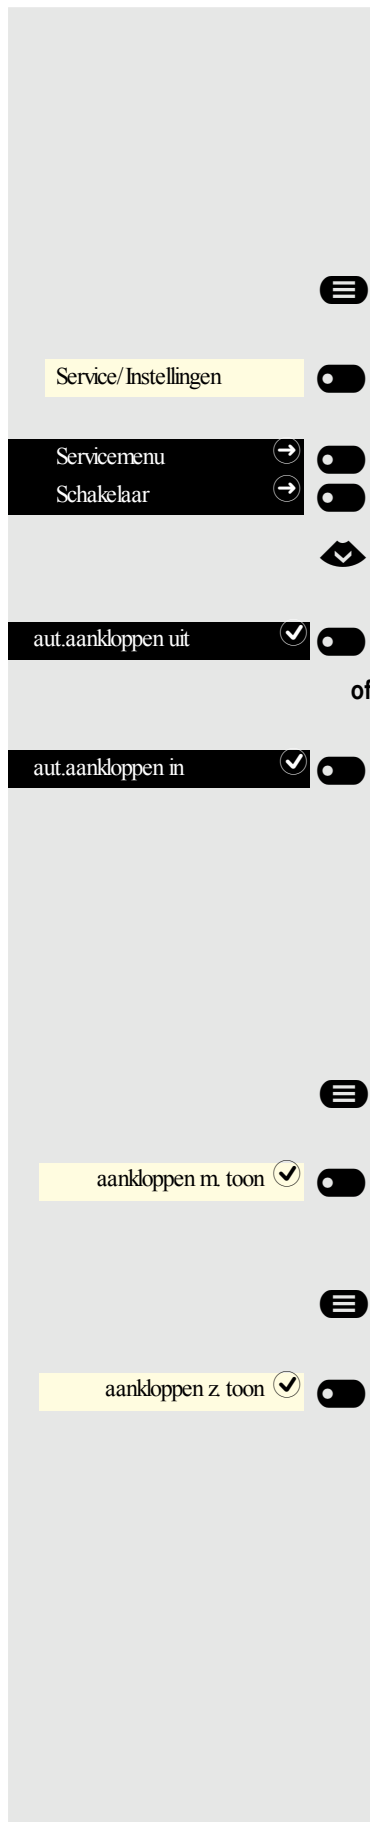 Service/Instellingen
Servicemenu
Schakelaar
aut.aankloppen uit
of
aut.aankloppen in
aankloppen m. toon
aankloppen z. toon